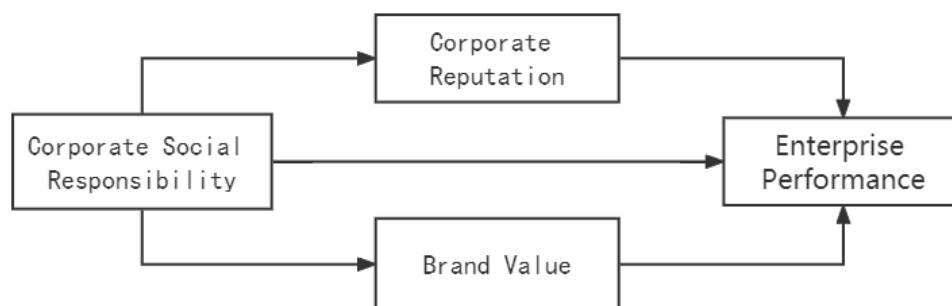 Corporate
Reputation
Corporate Social
Responsibility
Enterprise
Performance
Brand Value